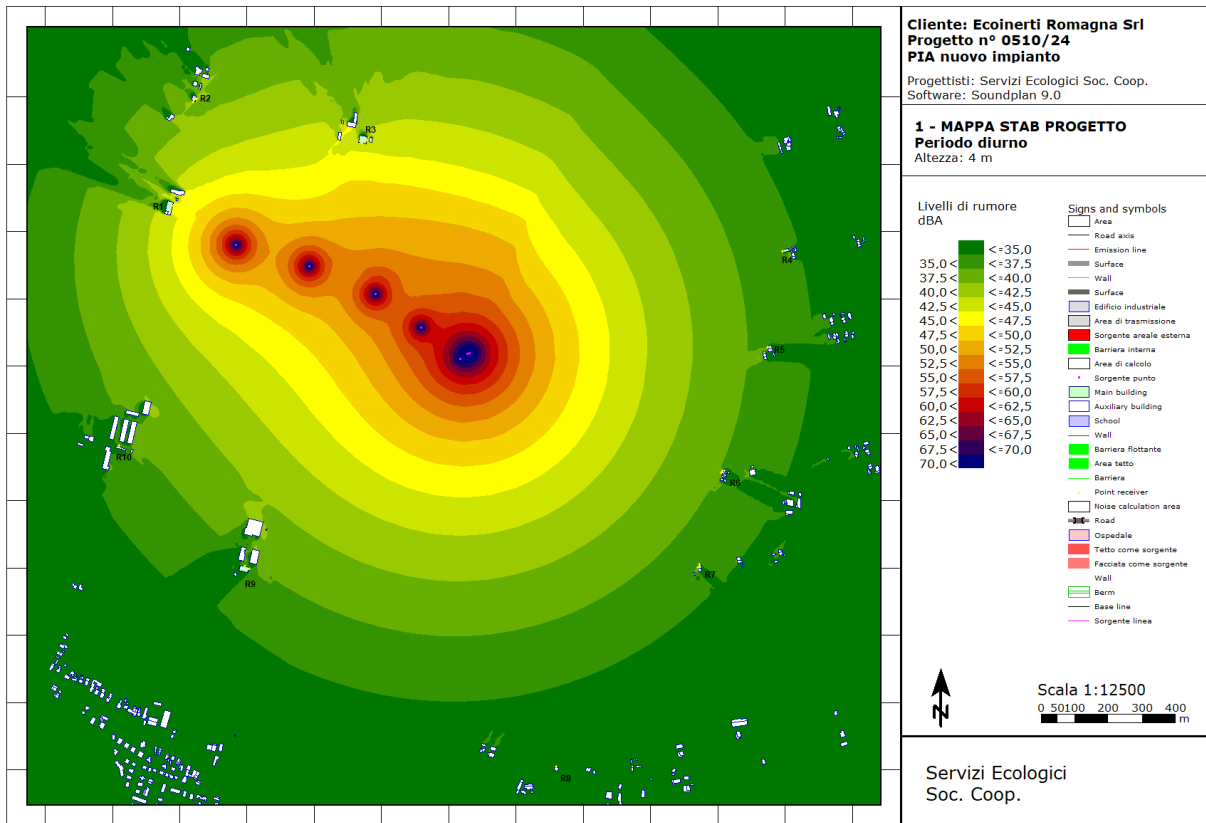 Cliente: Ecoinerti Romagna Srl
Progetto n° 0510/24
PIA nuovo impianto
Progettisti: Servizi Ecologici Soc. Coop.
Software: Soundplan 9.0
1 - MAPPA STAB PROGETTO
Periodo diurno
Altezza: 4 m
Livelli di rumore
dBA
<=35,0
35,0< <=37,5
37,5< <=40,0
40,0< <=42,5
42,5< <=45,0
45,0< <=47,5
47,5< <=50,0
50,0< <=52,5
52,5< <=55,0
55,0< <=57,5
57,5< <=60,0
60,0< <=62,5
62,5< <=65,0
65,0< <=67,5
67,5< <=70,0
70,0<
Signs and symbols
Area
Road axis
Emission line
Surface
Wall
Surface
Edificio industriale
Area di trasmissione
Sorgente areale esterna
Barriera interna
Area di calcolo
Sorgente punto
Main building
Auxiliary building
School
Wall
Barriera flottante
Area tetto
Barriera
Point receiver
Noise calculation area
Road
Ospedale
Tetto come sorgente
Facciata come sorgente
Wall
Berm
Base line
Sorgente linea
N
Scala 1:12500
0 50100 200 300 400
m
Servizi Ecologici
Soc. Coop.
R2
R3
R1
R4
R5
R10
R6
R9
R7
R8